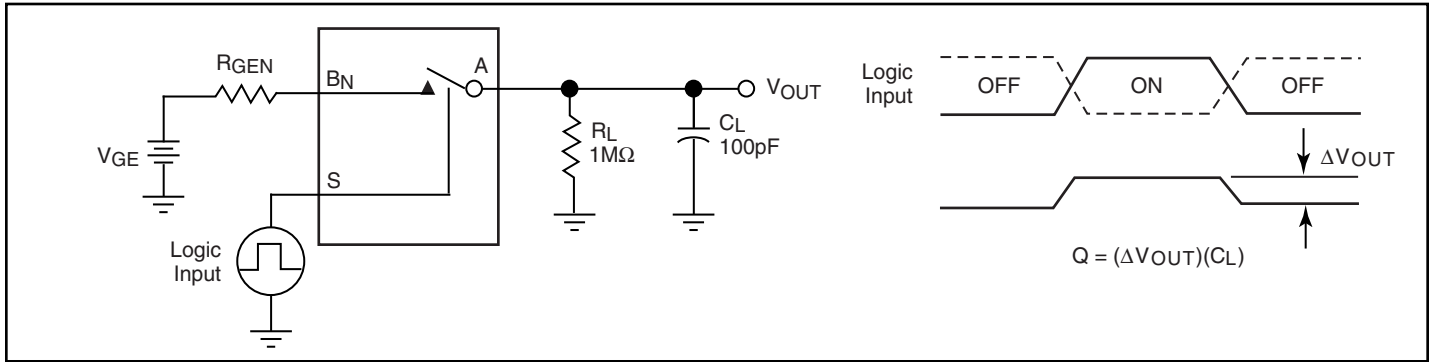 RGEN
BN
A
VOUT
RL
1MΩ
CL
100pF
VGE
S
Logic
Input
Logic
Input
OFF
ON
OFF
ΔVOUT
Q = (ΔVOUT)(CL)